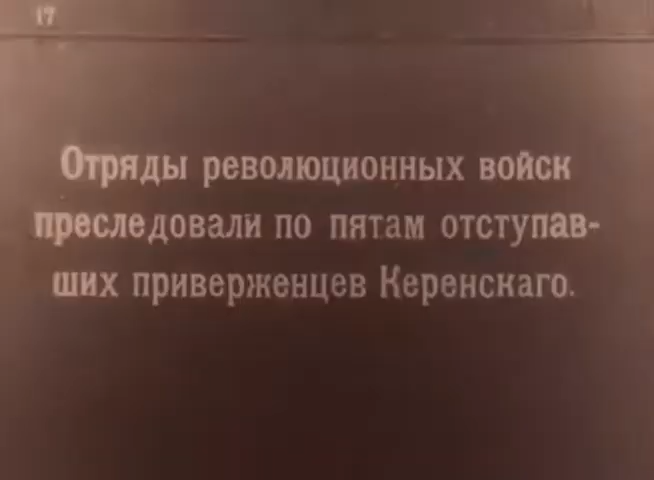 17
Отряды революционных войск
преследовали по пятам отступав-
ших приверженцев Керенскаго.